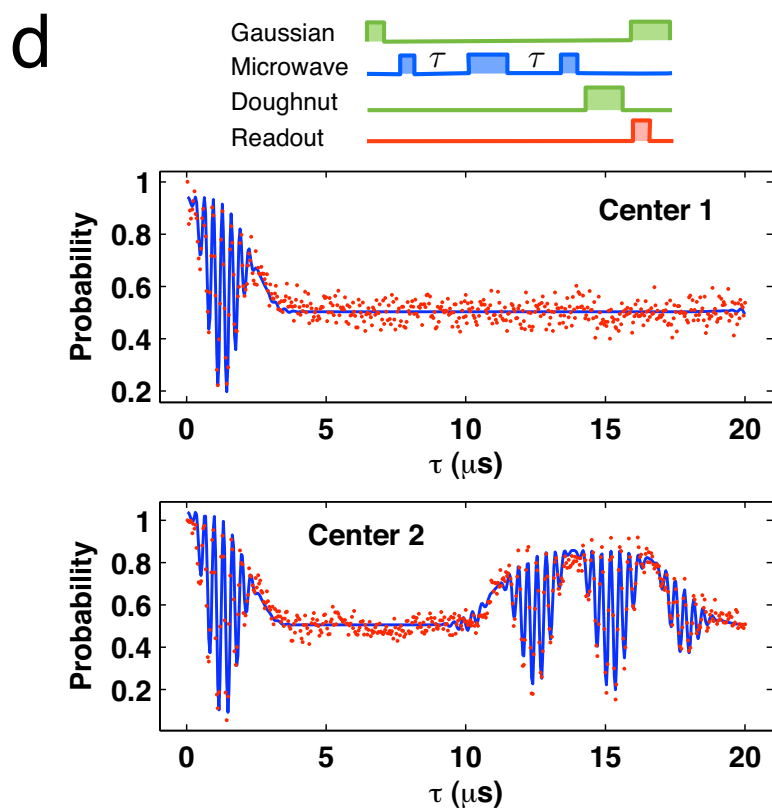 d
Gaussian
Microwave τ τ
Doughnut
Readout
Probability
1
0.8
0.6
0.4
0.2
Center 1
0 5 10 15 20
τ (μs)
Probability
1
0.8
0.6
0.4
0.2
Center 2
0 5 10 15 20
τ (μs)